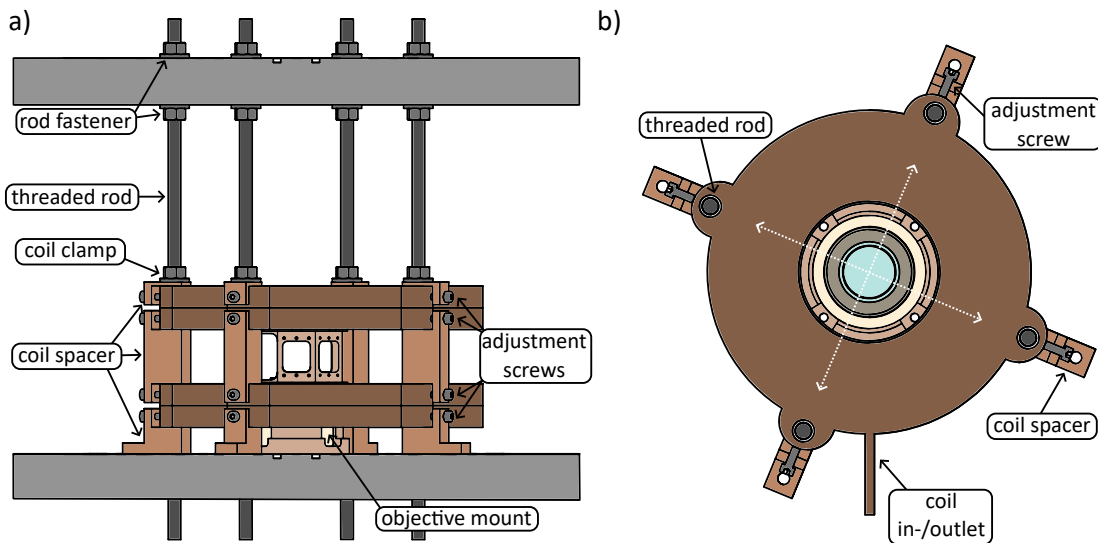 a)
rod fastener
threaded rod
coil clamp
coil spacer
adjustment
screws
objective mount
b)
threaded rod
adjustment
screw
coil spacer
coil
in-/outlet